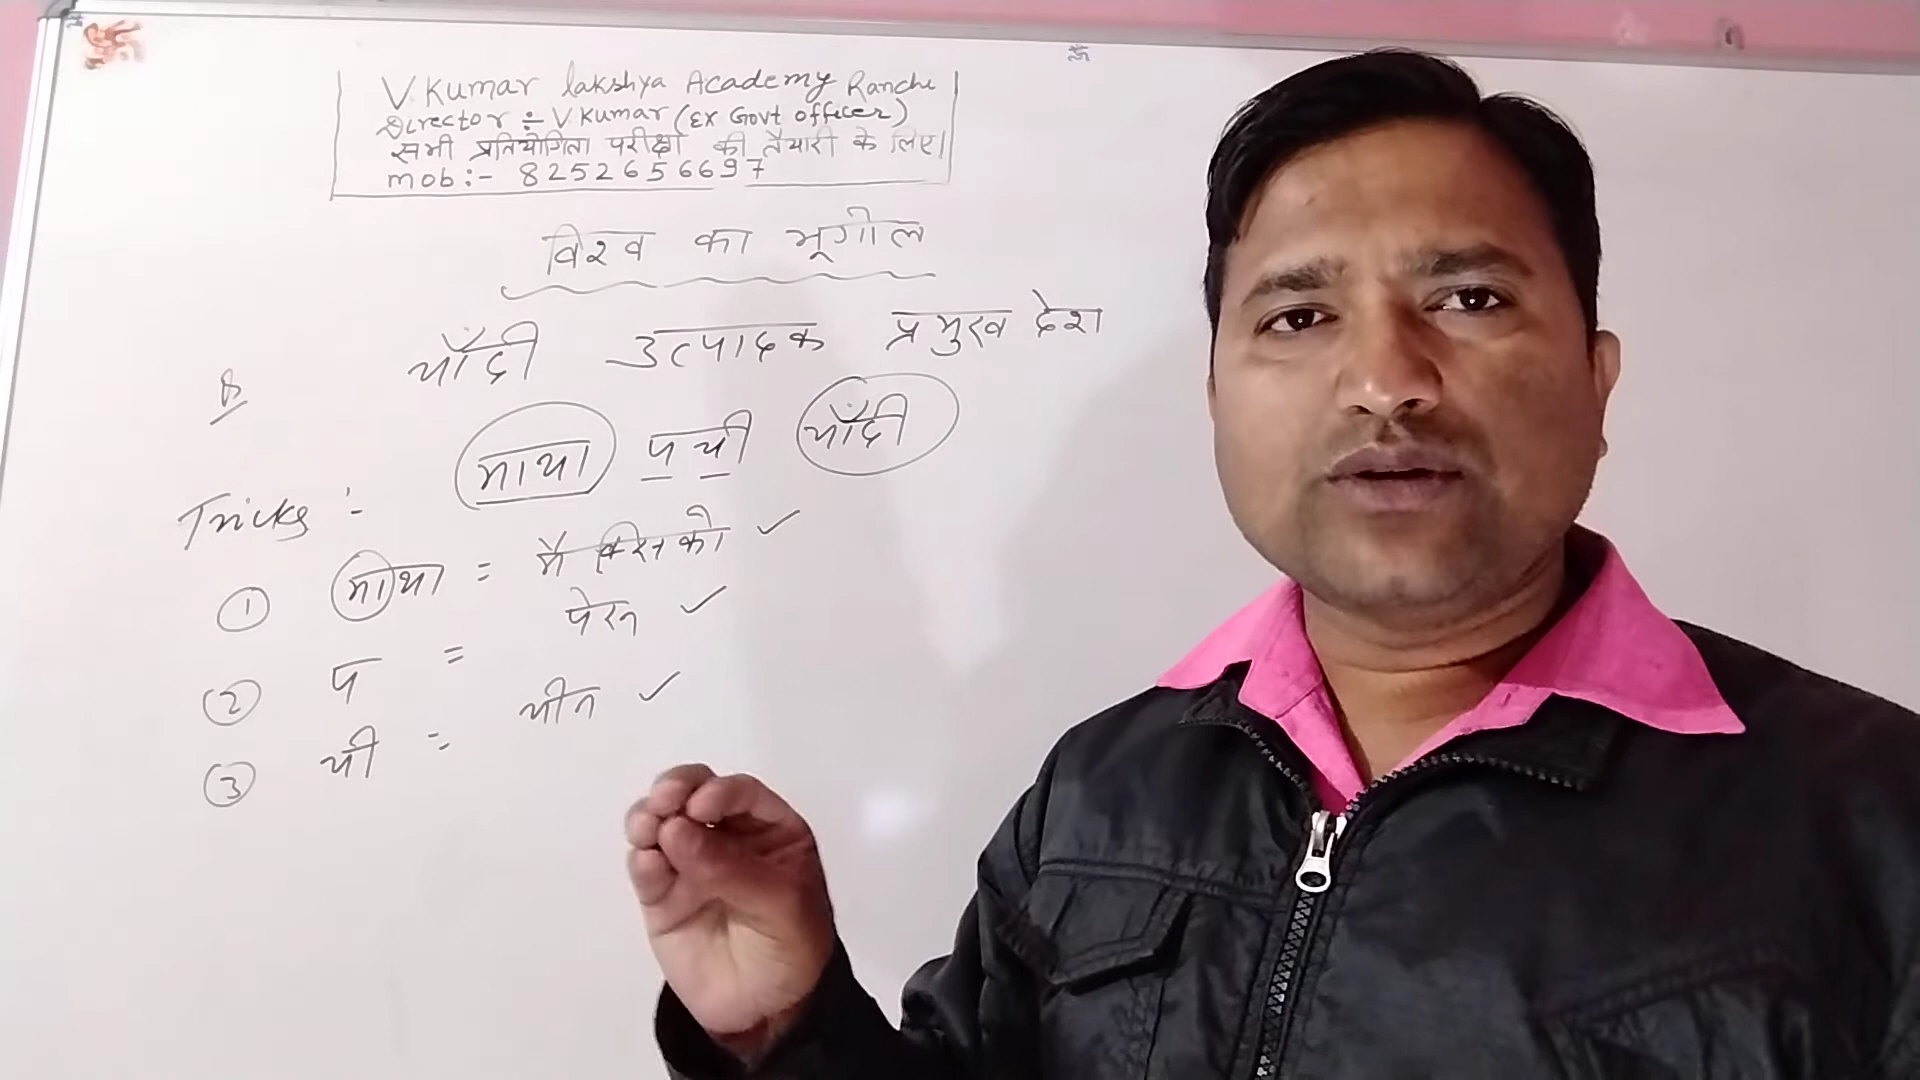 V. Kumar lakshya Academy Ranchi
Director ÷ V Kumar (Ex Govt officer)
सभी प्रतियोगिता परीक्षा की तैयारी के लिए।
mob:- 8252656697
विश्व का भूगोल
चाँदी उत्पादक प्रमुख देश
माथा प ची चाँदी
Tricks :-
① माथा = मैक्सिको ✓
② प = पेरू ✓
③ ची = चीन ✓